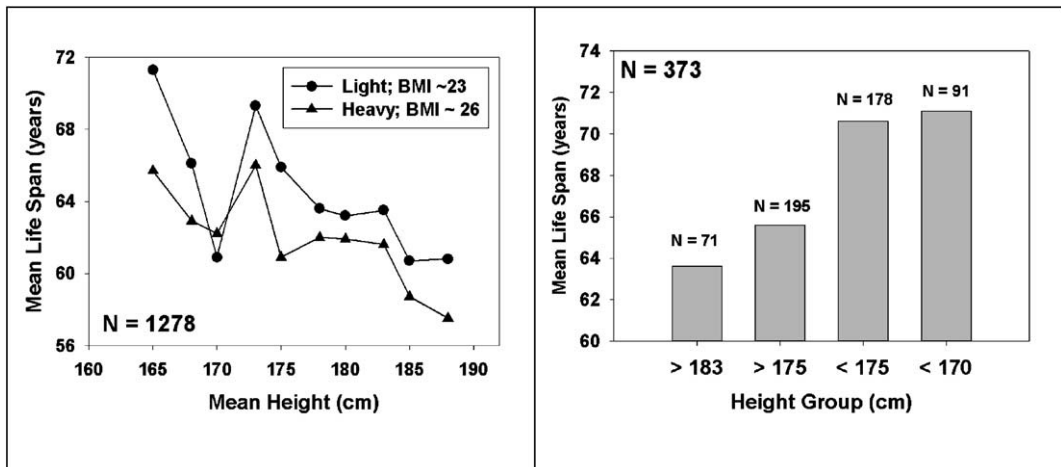 72
68
64
60
56
Mean Life Span (years)
Light; BMI ~23
Heavy; BMI ~ 26
N = 1278
160 165 170 175 180 185 190
Mean Height (cm)
74
72
70
68
66
64
62
60
Mean Life Span (years)
N = 373
N = 71
N = 195
N = 178
N = 91
> 183 > 175 < 175 < 170
Height Group (cm)